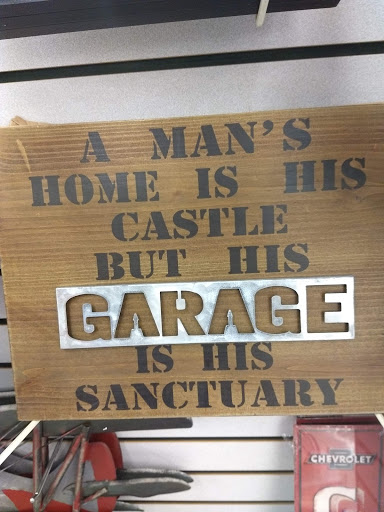 A MAN'S
HOME IS HIS
CASTLE
BUT HIS
GARAGE
IS HIS
SANCTUARY
CHEVROLET